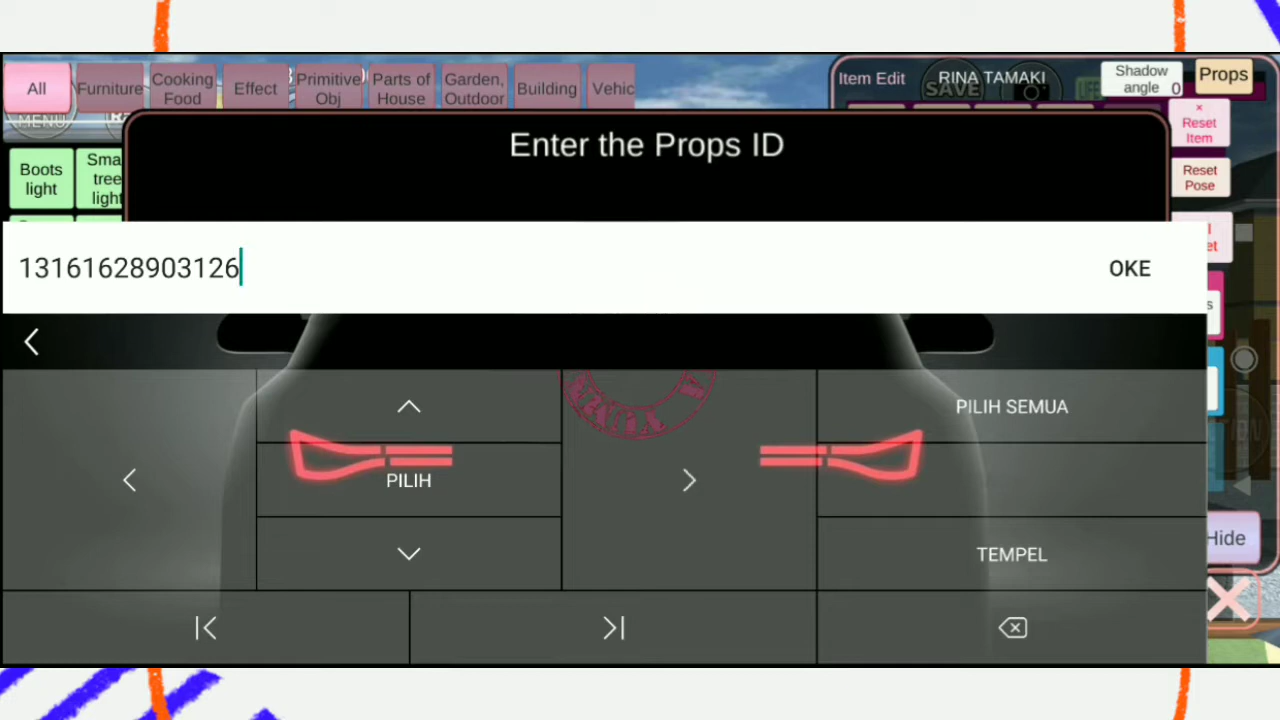 All
Furniture
Cooking
Food
Effect
Primitive
Obj
Parts of
House
Garden,
Outdoor
Building
Vehic
Item Edit
RINA TAMAKI
SAVE
Shadow
angle 0
Props
MENU
×
Reset
Item
Boots
light
Sma
tree
light
Enter the Props ID
Reset
Pose
13161628903126
OKE
PILIH SEMUA
PILIH
TEMPEL
Hide